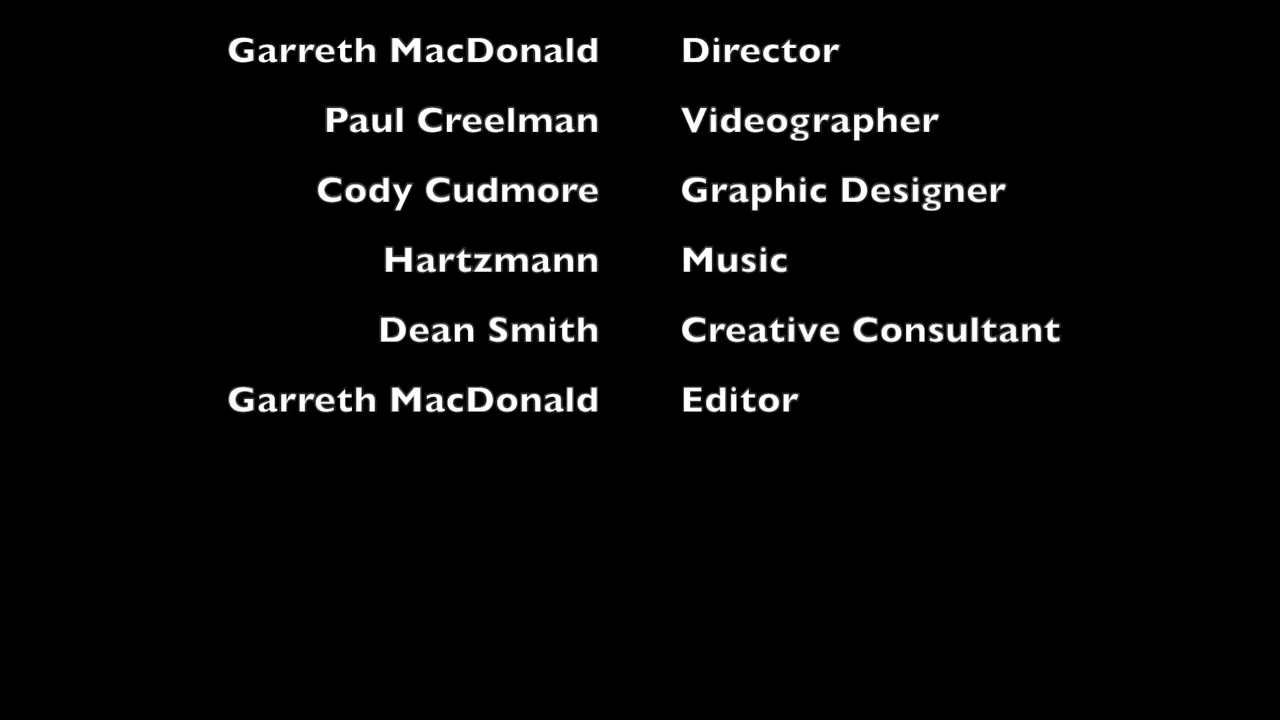 Garreth MacDonald Director
Paul Creelman Videographer
Cody Cudmore Graphic Designer
Hartzmann Music
Dean Smith Creative Consultant
Garreth MacDonald Editor